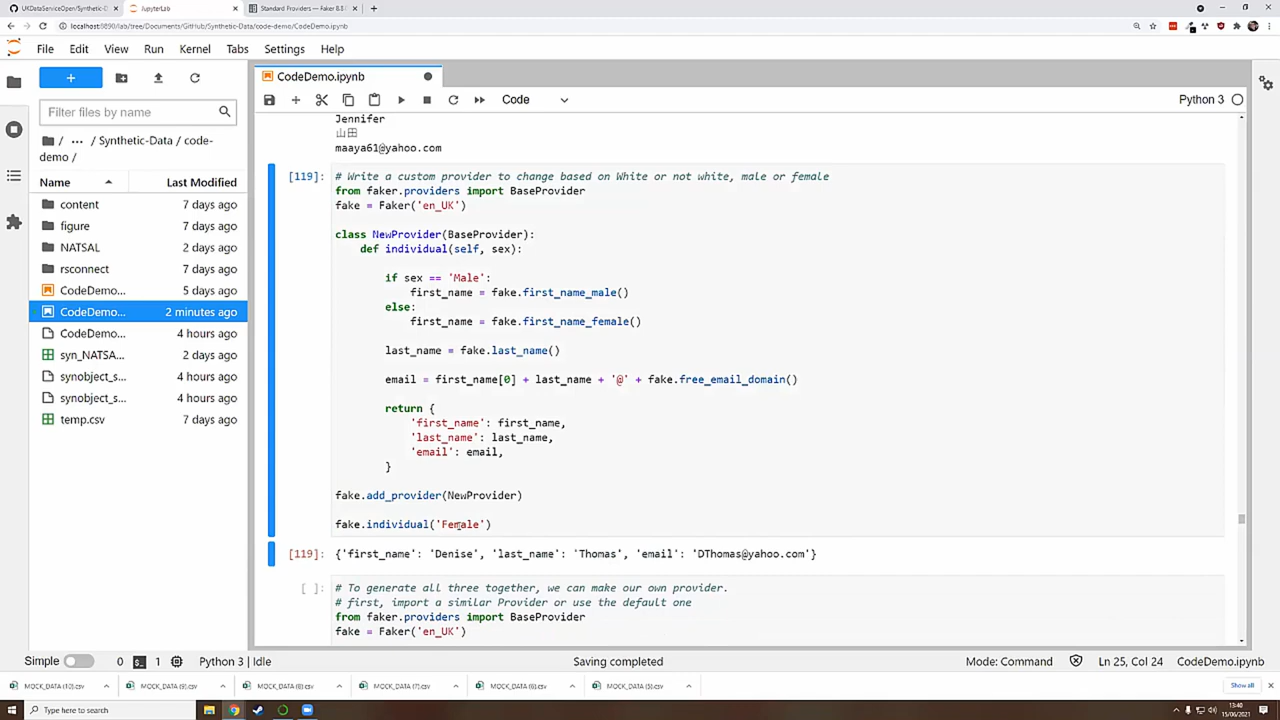 UKDataServiceOpen/Synthetic-D
JupyterLab
Standard Providers — Faker 8.8
localhost:8890/lab/tree/Documents/GitHub/Synthetic-Data/code-demo/CodeDemo.ipynb
File Edit View Run Kernel Tabs Settings Help
CodeDemo.ipynb
Filter files by name
Code
Python 3
/ ... / Synthetic-Data / code-
demo /
Name Last Modified
content 7 days ago
figure 7 days ago
NATSAL 2 days ago
rsconnect 7 days ago
CodeDemo... 5 days ago
CodeDemo... 2 minutes ago
CodeDemo... 4 hours ago
syn_NATSA... 2 days ago
synobject_s... 4 hours ago
synobject_s... 4 hours ago
temp.csv 7 days ago
Jennifer
山田
maaya61@yahoo.com
[119]: # Write a custom provider to change based on White or not white, male or female
from faker.providers import BaseProvider
fake = Faker('en_UK')
class NewProvider(BaseProvider):
def individual(self, sex):
if sex == 'Male':
first_name = fake.first_name_male()
else:
first_name = fake.first_name_female()
last_name = fake.last_name()
email = first_name[0] + last_name + '@' + fake.free_email_domain()
return {
'first_name': first_name,
'last_name': last_name,
'email': email,
}
fake.add_provider(NewProvider)
fake.individual('Female')
[119]: {'first_name': 'Denise', 'last_name': 'Thomas', 'email': 'DThomas@yahoo.com'}
[ ]: # To generate all three together, we can make our own provider.
# first, import a similar Provider or use the default one
from faker.providers import BaseProvider
fake = Faker('en_UK')
Simple 0 1 Python 3 | Idle Saving completed Mode: Command Ln 25, Col 24 CodeDemo.ipynb
MOCK_DATA (10).csv MOCK_DATA (9).csv MOCK_DATA (8).csv MOCK_DATA (7).csv MOCK_DATA (6).csv MOCK_DATA (5).csv Show all
Type here to search
13:40
15/06/2021